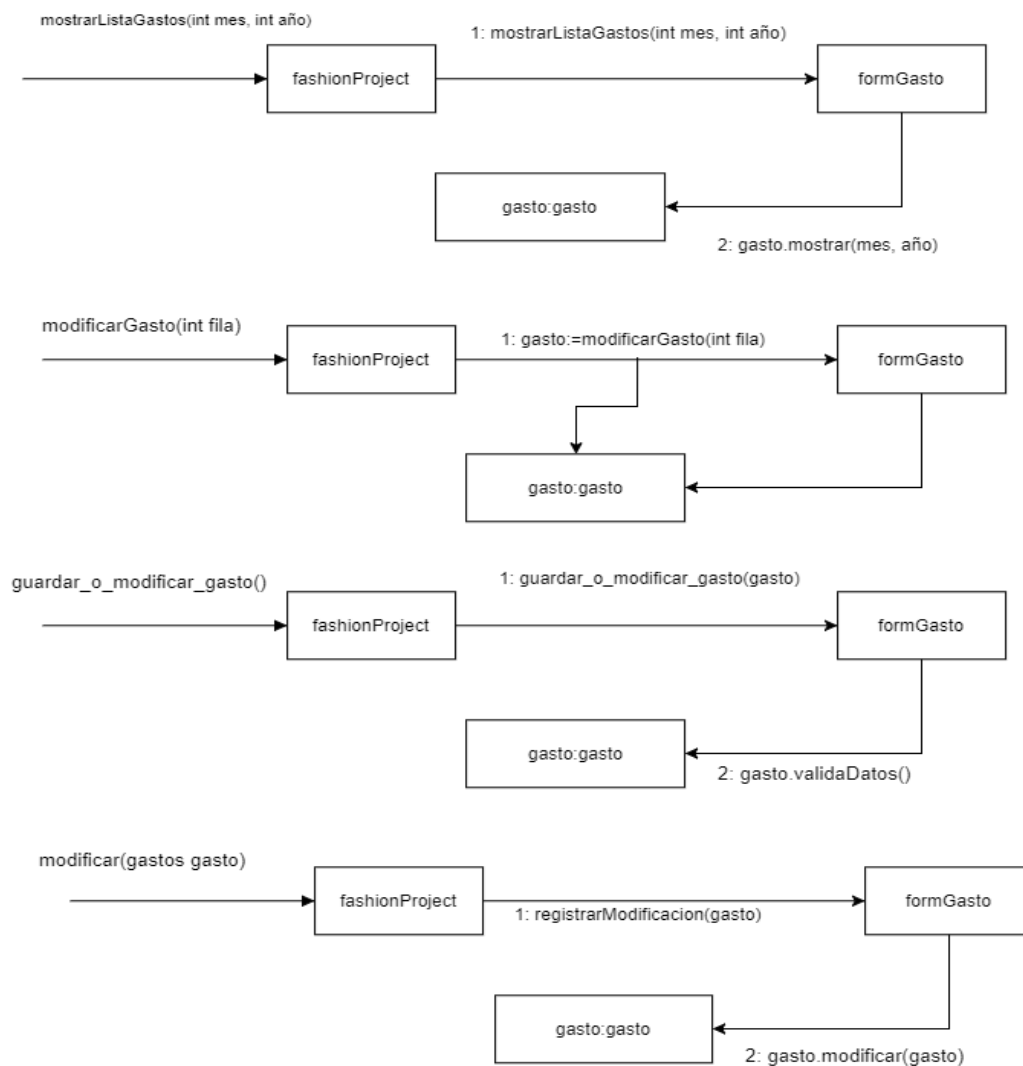 mostrarListaGastos(int mes, int año)
1: mostrarListaGastos(int mes, int año)
fashionProject
formGasto
gasto:gasto
2: gasto.mostrar(mes, año)
modificarGasto(int fila)
1: gasto:=modificarGasto(int fila)
fashionProject
formGasto
gasto:gasto
guardar_o_modificar_gasto()
1: guardar_o_modificar_gasto(gasto)
fashionProject
formGasto
gasto:gasto
2: gasto.validaDatos()
modificar(gastos gasto)
fashionProject
formGasto
1: registrarModificacion(gasto)
gasto:gasto
2: gasto.modificar(gasto)